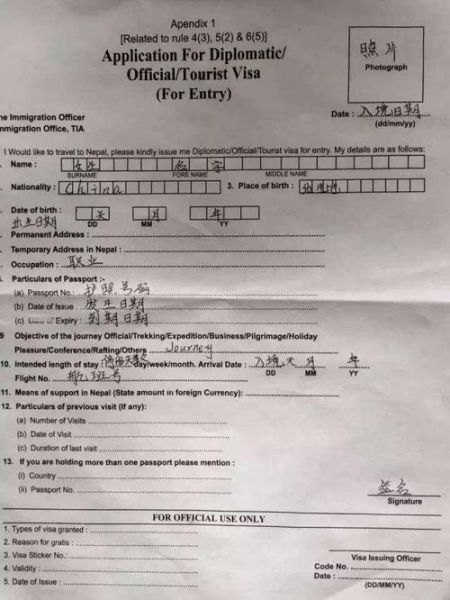 Apendix 1
[Related to rule 4(3), 5(2) & 6(5)]
Application For Diplomatic/
Official/Tourist Visa
(For Entry)
照片
Photograph
Date : 入境日期
(dd/mm/yy)
he Immigration Officer
mmigration Office, TIA
I Would like to travel to Nepal, please kindly issue me Diplomatic/Official/Tourist visa for entry. My details are as follows:
Name : 名字
SURNAME FORE NAME MIDDLE NAME
Nationality : China 3. Place of birth :
Date of birth : 天 月 年
出生日期 DD MM YY
Permanent Address :
Temporary Address in Nepal :
Occupation : 职业
Particulars of Passport :-
(a) Passport No.: 护照号码
(b) Date of Issue 发生日期
(c) Date of Expiry : 到期日期
9 Objective of the journey Official/Trekking/Expedition/Business/Pilgrimage/Holiday
Pleasure/Conference/Rafting/Others Journey
10. Intended length of stay 停留天数 day/week/month. Arrival Date : 入境天 月 年
DD MM YY
Flight No. 航班号
11. Means of support in Nepal (State amount in foreign Currency):
12. Particulars of previous visit (If any):
(a) Number of Visits
(b) Date of Visit
(c) Duration of last visit
13. If you are holding more than one passport please mention :
(i) Country
(ii) Passport No.
签名
Signature
FOR OFFICIAL USE ONLY
1. Types of visa granted :
2. Reason for gratis :
3. Visa Sticker No.:
4. Validity :
5. Date of Issue :
Visa Issuing Officer
Code No.
Date :
(DD/MM/YY)